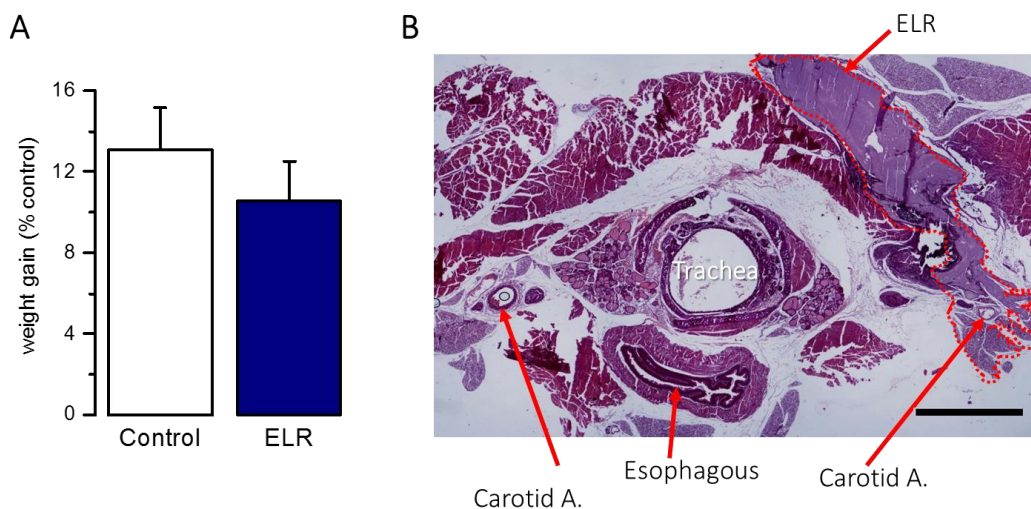 A
weight gain (% control)
16
12
8
4
0
Control
ELR
B
ELR
Trachea
Carotid A.
Esophagous
Carotid A.